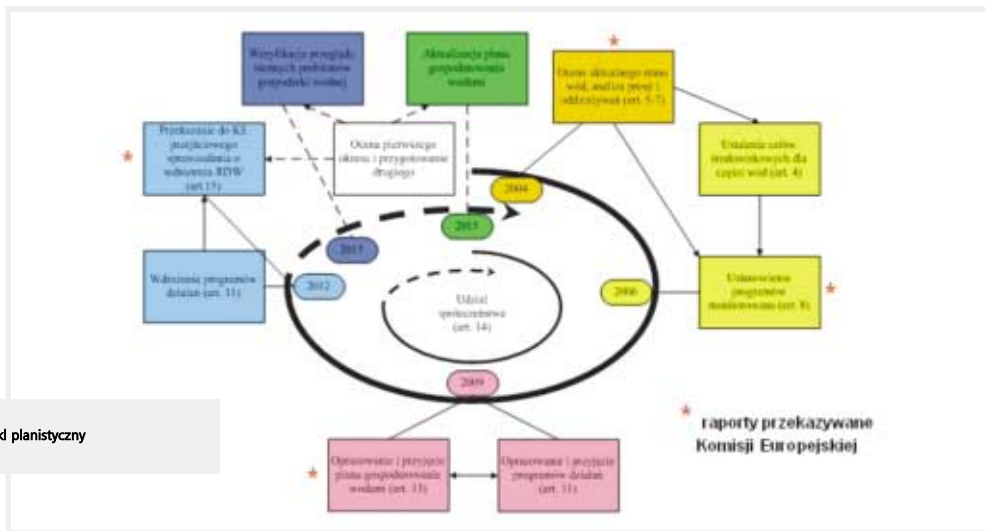 Weryfikacja przeglądu
istotnych problemów
gospodarki wodnej
Aktualizacja planu
gospodarowania
wodami
*
Ocena aktualnego stanu
wód, analiza presji i
oddziaływań (art. 5-7)
*
Przekazanie do KE
przejściowego
sprawozdania o
wdrożeniu RDW
(art.15)
Ocena pierwszego
okresu i przygotowanie
drugiego
Ustalenie celów
środowiskowych dla
części wód (art. 4)
2004
2015
2013
Wdrożenie programów
działań (art. 11)
2012
Udział
społeczeństwa
(art. 14)
2006
Ustanowienie
programów
monitorowania (art. 8)
*
2009
kl planistyczny
*
Opracowanie i przyjęcie
planu gospodarowania
wodami (art. 13)
Opracowanie i przyjęcie
programów działań
(art. 11)
* raporty przekazywane
Komisji Europejskiej